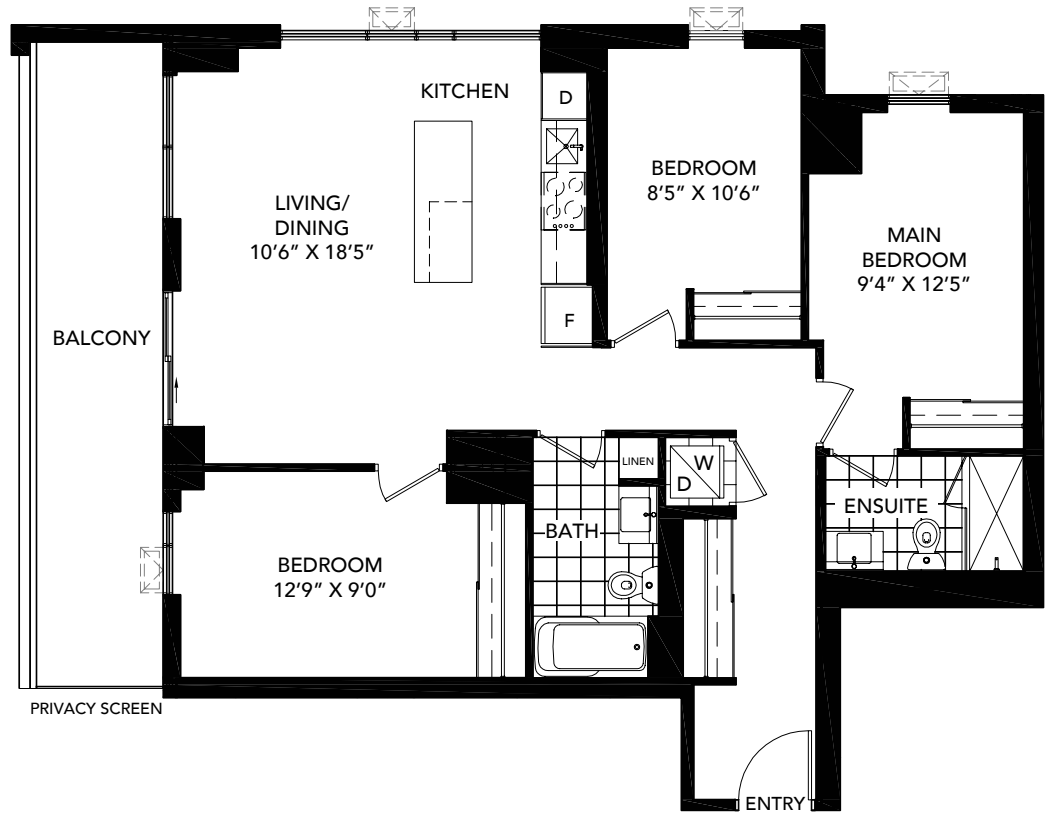 KITCHEN
D
BEDROOM
8’5” X 10’6”
LIVING/
DINING
10’6” X 18’5”
MAIN
BEDROOM
9’4” X 12’5”
F
BALCONY
LINEN
W
D
ENSUITE
BATH
BEDROOM
12’9” X 9’0”
PRIVACY SCREEN
ENTRY